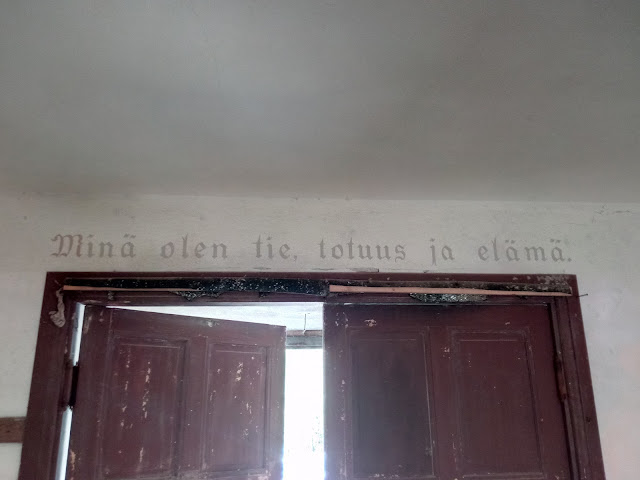 Minä olen tie, totuus ja elämä.